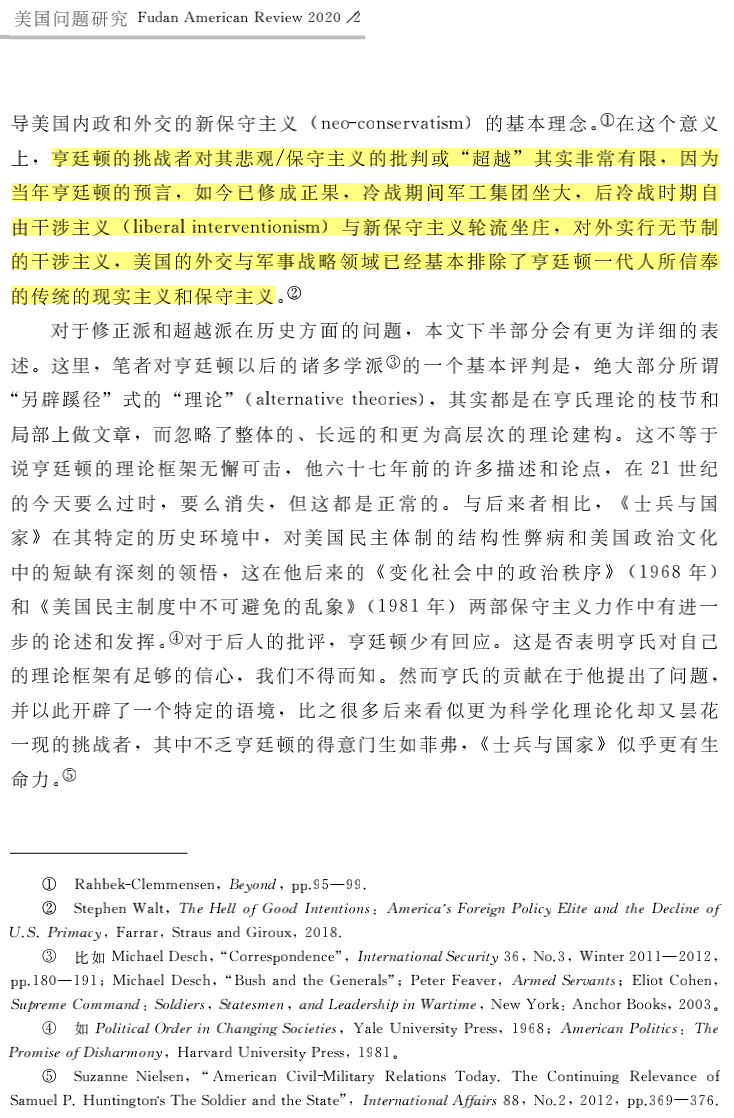 美国问题研究 Fudan American Review 2020 /2
导美国内政和外交的新保守主义（neo-conservatism）的基本理念。①在这个意义
上，亨廷顿的挑战者对其悲观/保守主义的批判或“超越”其实非常有限，因为
当年亨廷顿的预言，如今已修成正果，冷战期间军工集团坐大，后冷战时期自
由干涉主义（liberal interventionism）与新保守主义轮流坐庄，对外实行无节制
的干涉主义，美国的外交与军事战略领域已经基本排除了亨廷顿一代人所信奉
的传统的现实主义和保守主义。②
对于修正派和超越派在历史方面的问题，本文下半部分会有更为详细的表
述。这里，笔者对亨廷顿以后的诸多学派③的一个基本评判是，绝大部分所谓
“另辟蹊径”式的“理论”（alternative theories），其实都是在亨氏理论的枝节和
局部上做文章，而忽略了整体的、长远的和更为高层次的理论建构。这不等于
说亨廷顿的理论框架无懈可击，他六十七年前的许多描述和论点，在 21 世纪
的今天要么过时，要么消失，但这都是正常的。与后来者相比，《士兵与国
家》在其特定的历史环境中，对美国民主体制的结构性弊病和美国政治文化
中的短缺有深刻的领悟，这在他后来的《变化社会中的政治秩序》（1968 年）
和《美国民主制度中不可避免的乱象》（1981 年）两部保守主义力作中有进一
步的论述和发挥。④对于后人的批评，亨廷顿少有回应。这是否表明亨氏对自己
的理论框架有足够的信心，我们不得而知。然而亨氏的贡献在于他提出了问题，
并以此开辟了一个特定的语境，比之很多后来看似更为科学化理论化却又昙花
一现的挑战者，其中不乏亨廷顿的得意门生如菲弗，《士兵与国家》似乎更有生
命力。⑤
① Rahbek-Clemmensen, Beyond, pp.95—99.
② Stephen Walt, The Hell of Good Intentions: America's Foreign Policy Elite and the Decline of
U.S. Primacy, Farrar, Straus and Giroux, 2018.
③ 比如 Michael Desch, “Correspondence”, International Security 36, No.3, Winter 2011—2012,
pp.180—191; Michael Desch, “Bush and the Generals”; Peter Feaver, Armed Servants; Eliot Cohen,
Supreme Command: Soldiers, Statesmen, and Leadership in Wartime, New York: Anchor Books, 2003。
④ 如 Political Order in Changing Societies, Yale University Press, 1968; American Politics: The
Promise of Disharmony, Harvard University Press, 1981。
⑤ Suzanne Nielsen, “American Civil-Military Relations Today. The Continuing Relevance of
Samuel P. Huntington's The Soldier and the State”, International Affairs 88, No.2, 2012, pp.369—376.